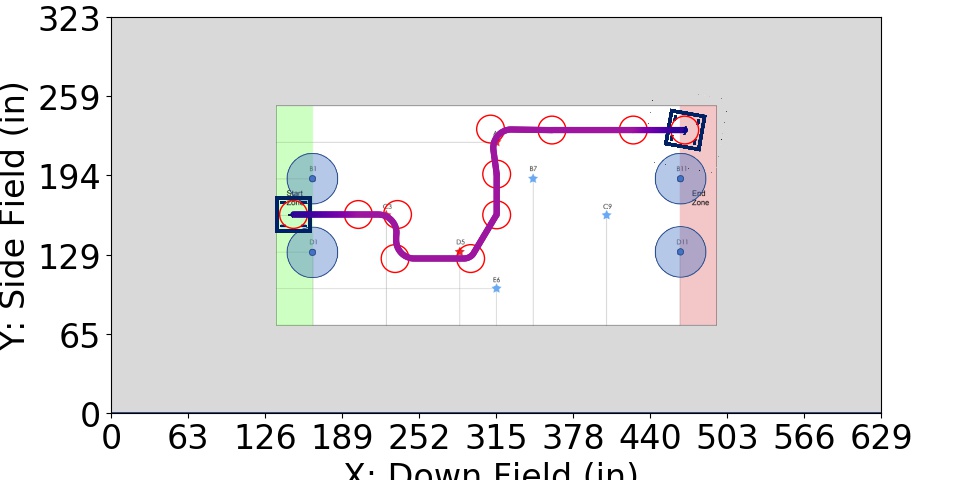 323
259
194
129
65
0
Y: Side Field (in)
B1
B7
B11
Start
Zone
End
Zone
C3
C9
D1
D5
D11
E6
0 63 126 189 252 315 378 440 503 566 629
X: Down Field (in)